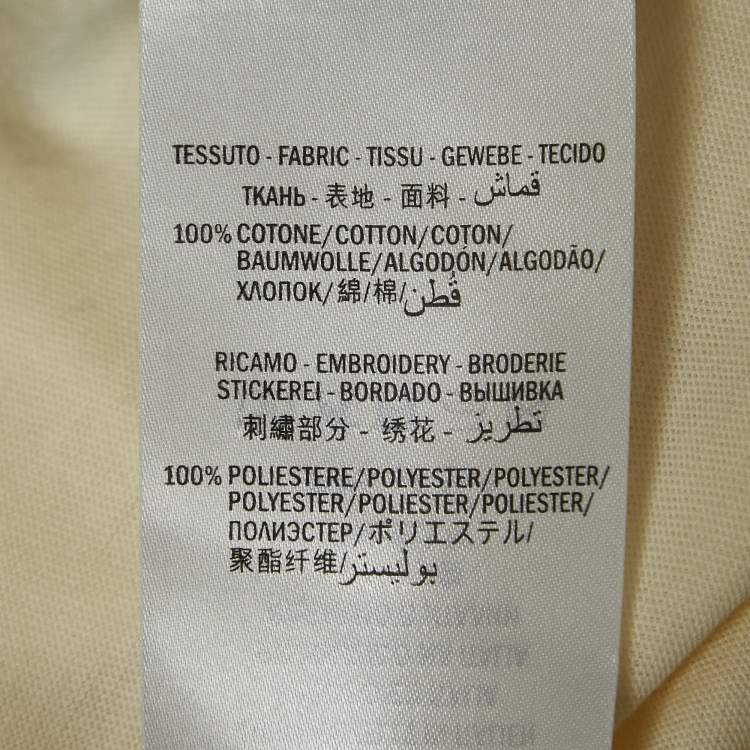 TESSUTO - FABRIC - TISSU - GEWEBE - TECIDO
ТКАНЬ - 表地 - 面料 - قماش
100% COTONE/COTTON/COTON/
BAUMWOLLE/ALGODÓN/ALGODÃO/
ХЛОПОК/綿/棉/قُطن
RICAMO - EMBROIDERY - BRODERIE
STICKEREI - BORDADO - ВЫШИВКА
刺繍部分 - 绣花 - تطريز
100% POLIESTERE/POLYESTER/POLYESTER/
POLYESTER/POLIESTER/POLIESTER/
ПОЛИЭСТЕР/ポリエステル/
聚酯纤维/بوليستر